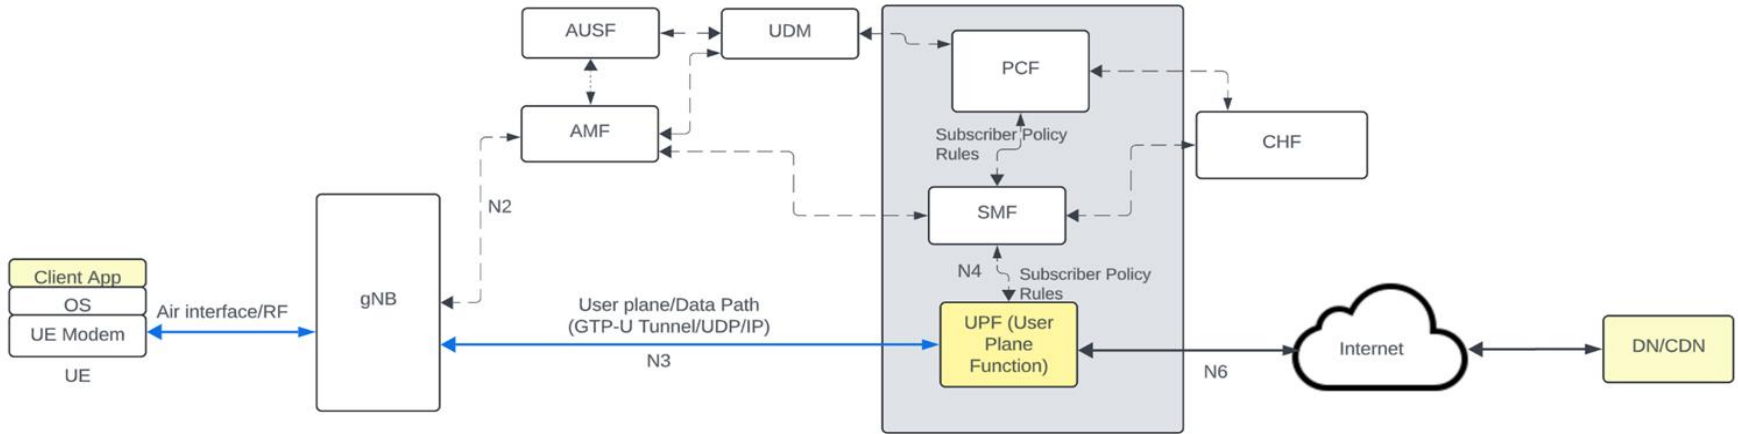 AUSF
UDM
PCF
AMF
Subscriber Policy
Rules
CHF
N2
SMF
Client App
OS
UE Modem
UE
Air interface/RF
gNB
User plane/Data Path
(GTP-U Tunnel/UDP/IP)
N3
N4
Subscriber Policy
Rules
UPF (User
Plane
Function)
N6
Internet
DN/CDN